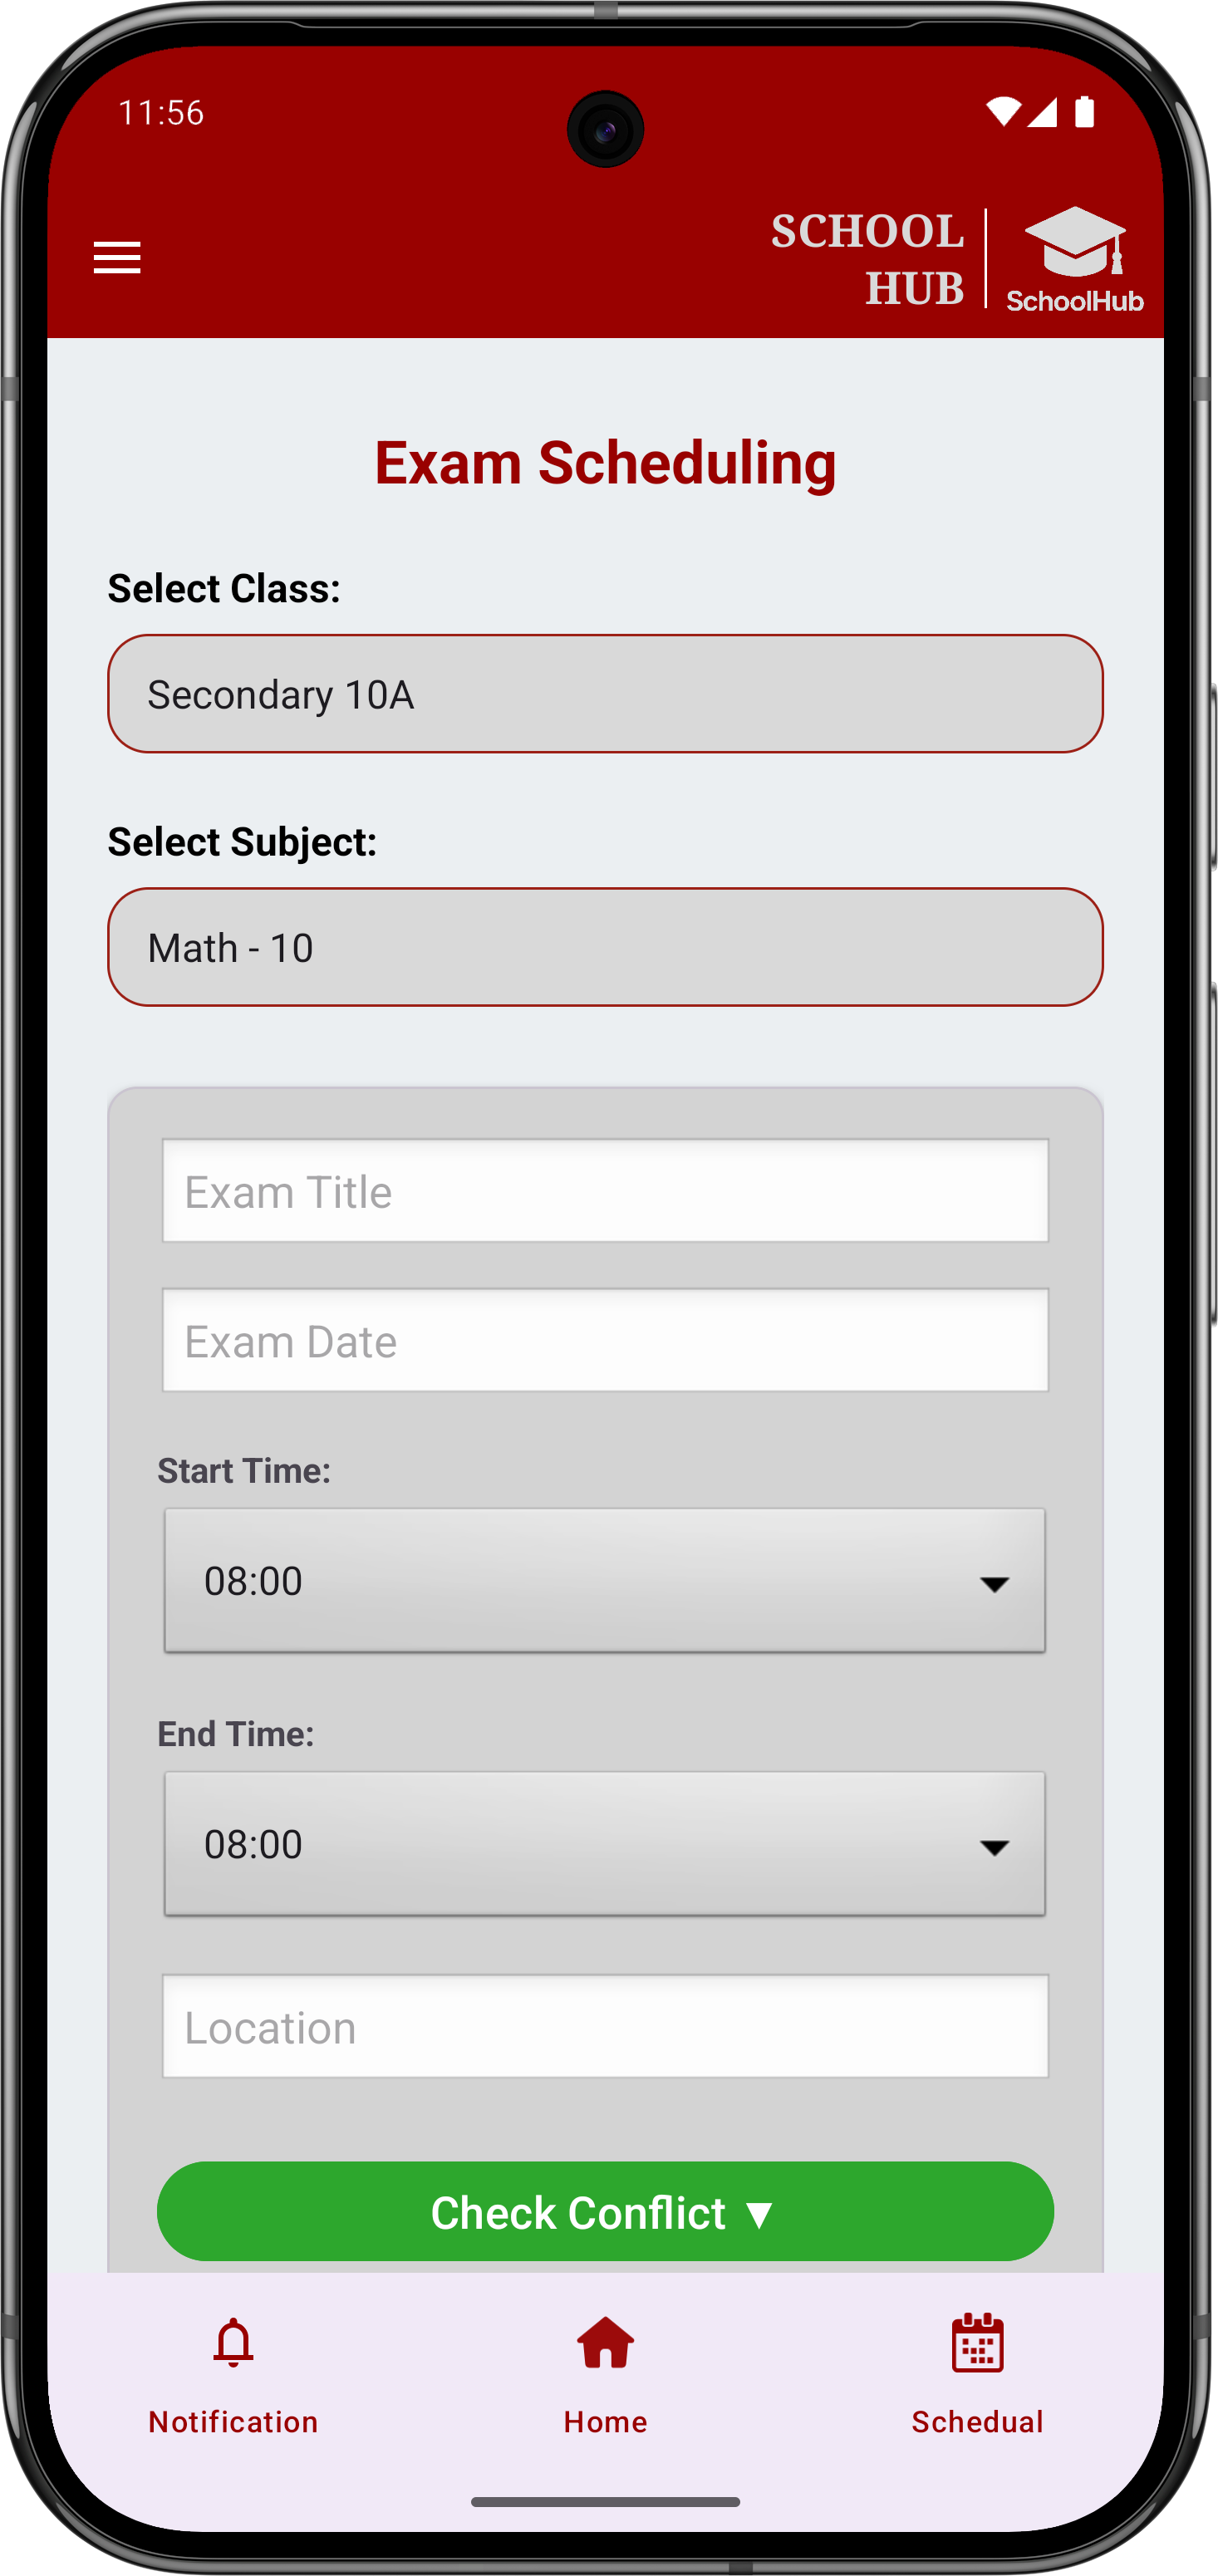 11:56
SCHOOL
HUB
SchoolHub
Exam Scheduling
Select Class:
Secondary 10A
Select Subject:
Math - 10
Exam Title
Exam Date
Start Time:
08:00
End Time:
08:00
Location
Check Conflict ▼
Notification
Home
Schedual